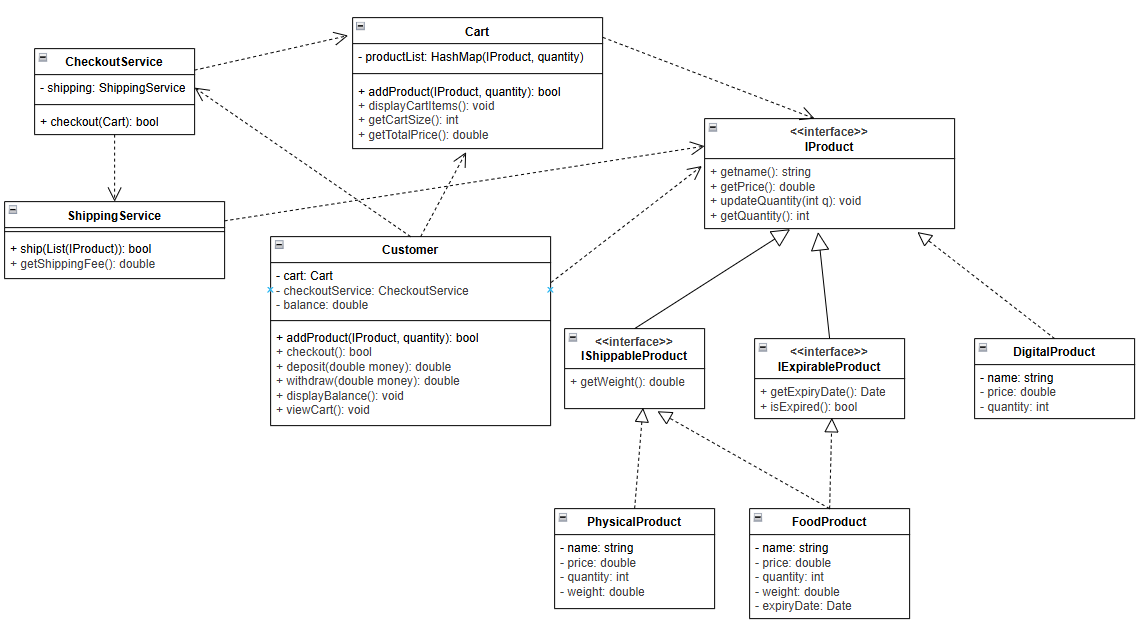 CheckoutService
- shipping: ShippingService
+ checkout(Cart): bool
Cart
- productList: HashMap(IProduct, quantity)
+ addProduct(IProduct, quantity): bool
+ displayCartItems(): void
+ getCartSize(): int
+ getTotalPrice(): double
<<interface>>
IProduct
+ getname(): string
+ getPrice(): double
+ updateQuantity(int q): void
+ getQuantity(): int
ShippingService
+ ship(List(IProduct)): bool
+ getShippingFee(): double
Customer
- cart: Cart
- checkoutService: CheckoutService
- balance: double
+ addProduct(IProduct, quantity): bool
+ checkout(): bool
+ deposit(double money): double
+ withdraw(double money): double
+ displayBalance(): void
+ viewCart(): void
<<interface>>
IShippableProduct
+ getWeight(): double
<<interface>>
IExpirableProduct
+ getExpiryDate(): Date
+ isExpired(): bool
DigitalProduct
- name: string
- price: double
- quantity: int
PhysicalProduct
- name: string
- price: double
- quantity: int
- weight: double
FoodProduct
- name: string
- price: double
- quantity: int
- weight: double
- expiryDate: Date